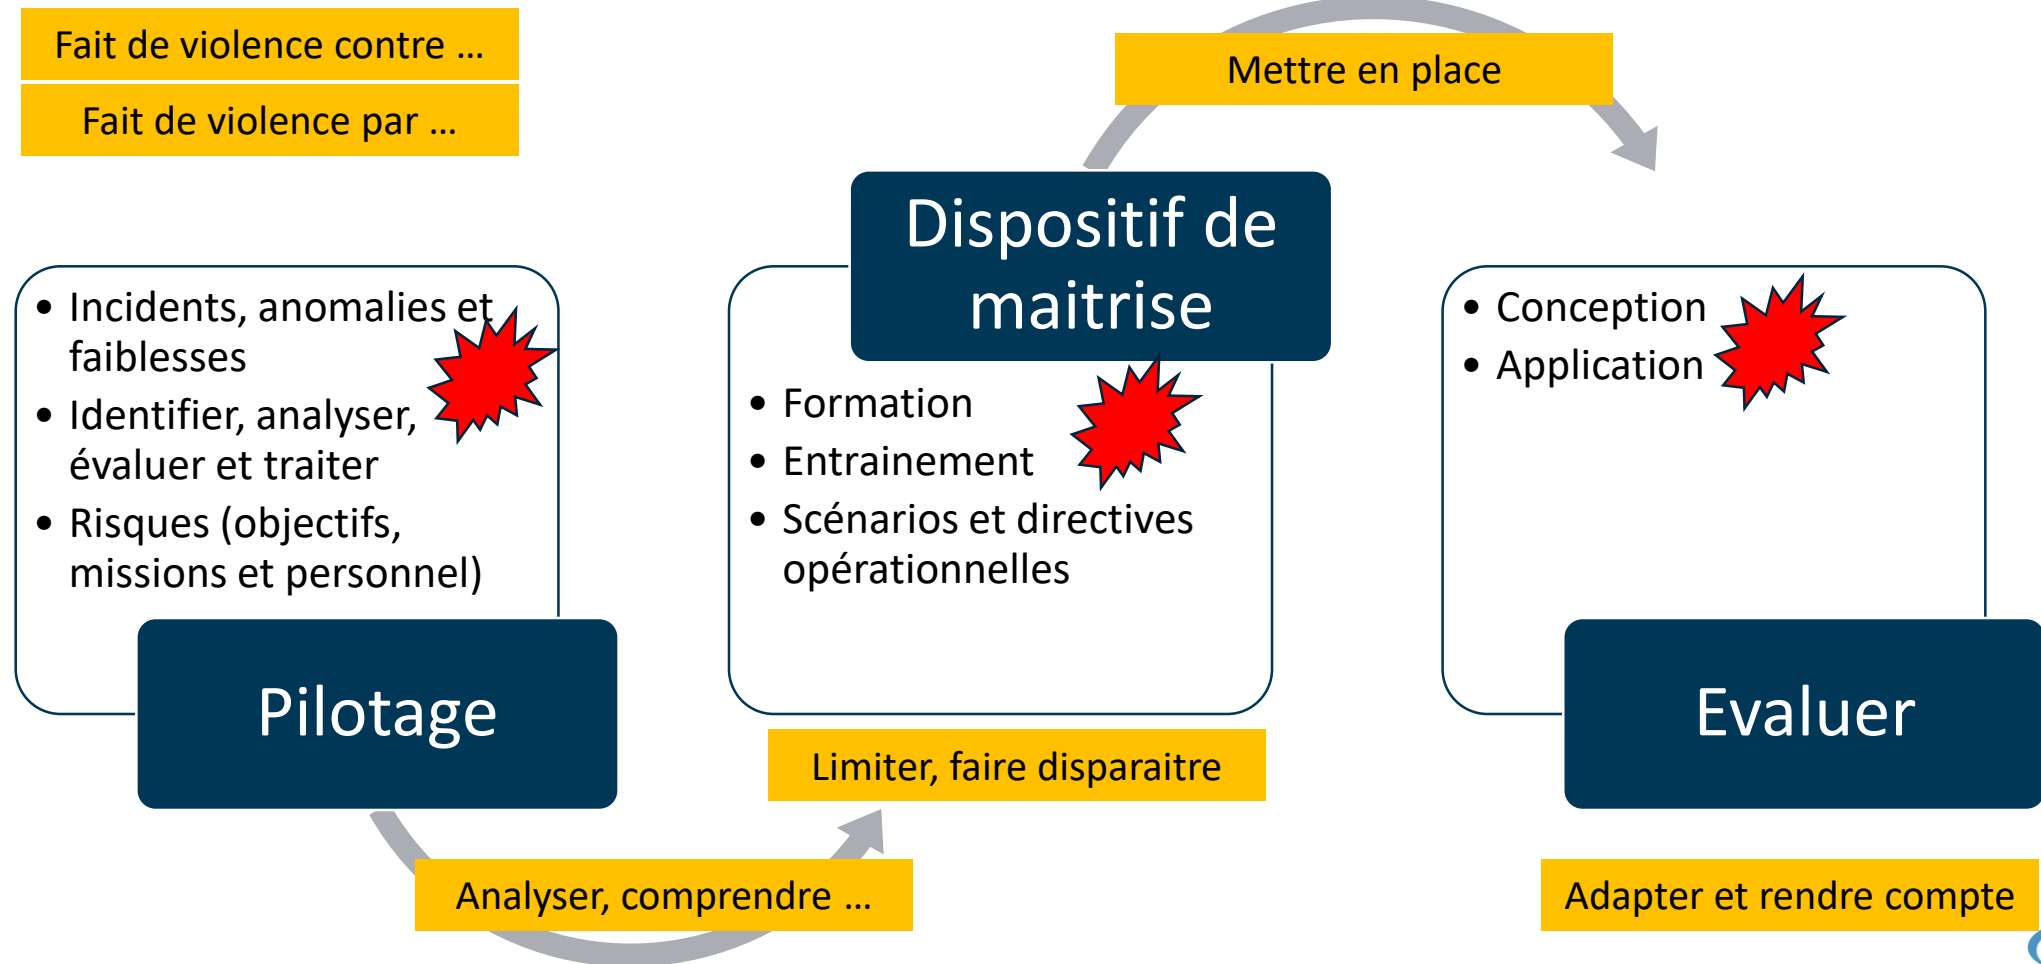 Fait de violence contre …
Fait de violence par …
Mettre en place
• Incidents, anomalies et
faiblesses
• Identifier, analyser,
évaluer et traiter
• Risques (objectifs,
missions et personnel)
Pilotage
Analyser, comprendre …
Dispositif de
maitrise
• Formation
• Entrainement
• Scénarios et directives
opérationnelles
Limiter, faire disparaitre
• Conception
• Application
Evaluer
Adapter et rendre compte